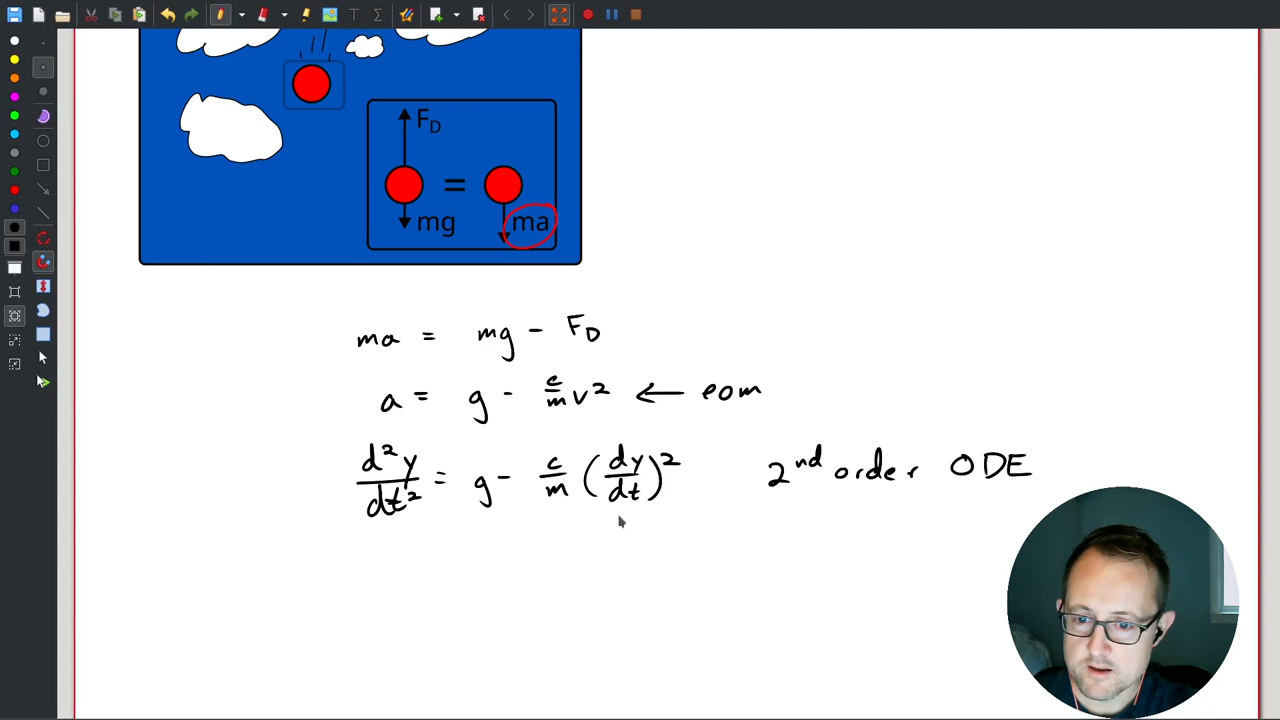 F_D
=
mg
ma
ma = mg - F_D
a = g - c/m v² ← eom
d²y/dt² = g - c/m (dy/dt)² 2nd order ODE